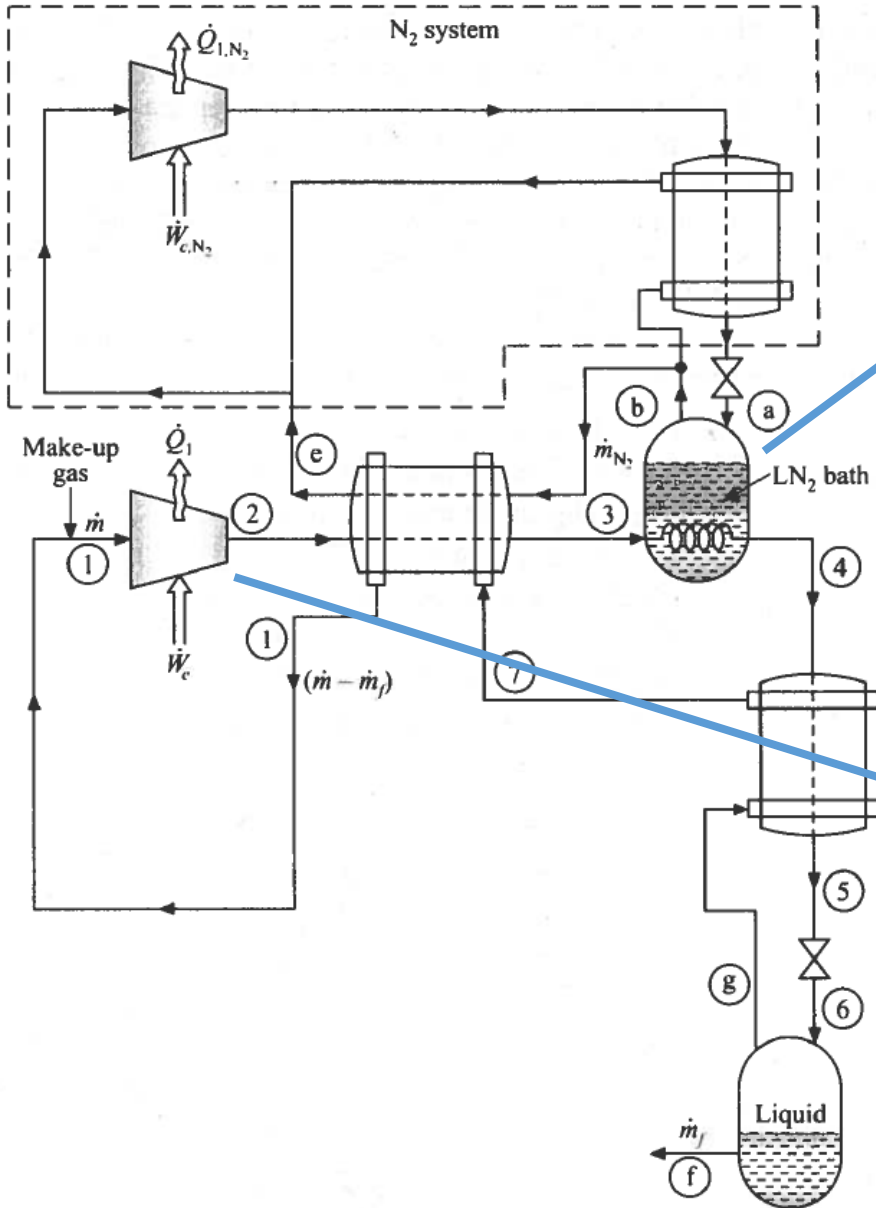 N₂ system
Q̇₁,N₂
Ẇc,N₂
b
a
Make-up
gas
ṁ
Q̇₁
e
ṁN₂
LN₂ bath
1
2
3
4
Ẇc
1
(ṁ − ṁf)
7
5
g
6
Liquid
ṁf
f